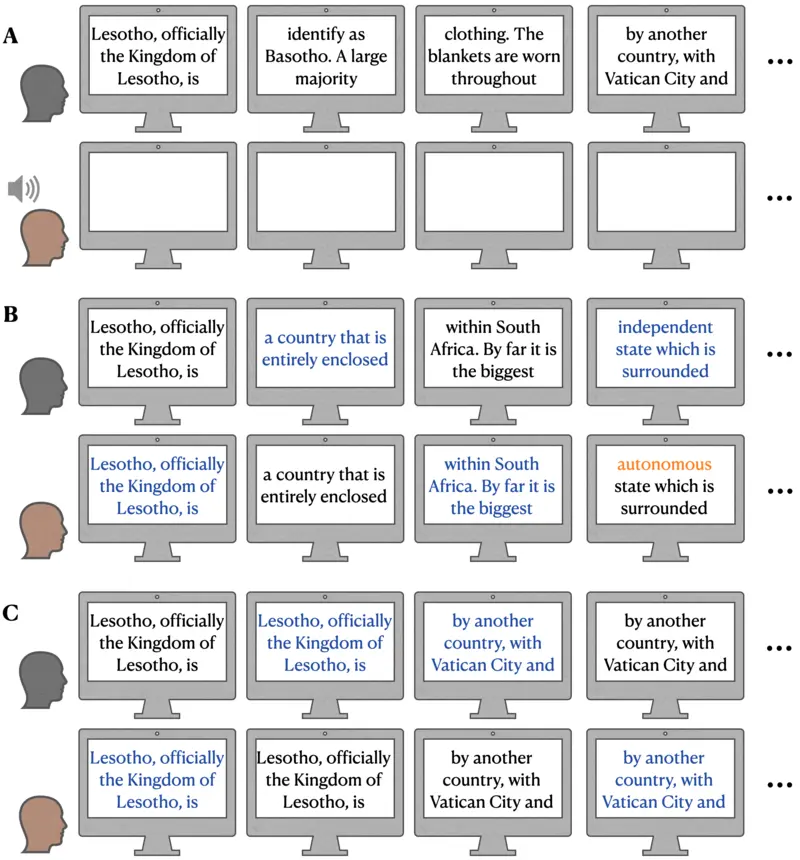 A
Lesotho, officially
the Kingdom of
Lesotho, is
identify as
Basotho. A large
majority
clothing. The
blankets are worn
throughout
by another
country, with
Vatican City and
...
...
B
Lesotho, officially
the Kingdom of
Lesotho, is
a country that is
entirely enclosed
within South
Africa. By far it is
the biggest
independent
state which is
surrounded
...
Lesotho, officially
the Kingdom of
Lesotho, is
a country that is
entirely enclosed
within South
Africa. By far it is
the biggest
autonomous
state which is
surrounded
...
C
Lesotho, officially
the Kingdom of
Lesotho, is
Lesotho, officially
the Kingdom of
Lesotho, is
by another
country, with
Vatican City and
by another
country, with
Vatican City and
...
Lesotho, officially
the Kingdom of
Lesotho, is
Lesotho, officially
the Kingdom of
Lesotho, is
by another
country, with
Vatican City and
by another
country, with
Vatican City and
...